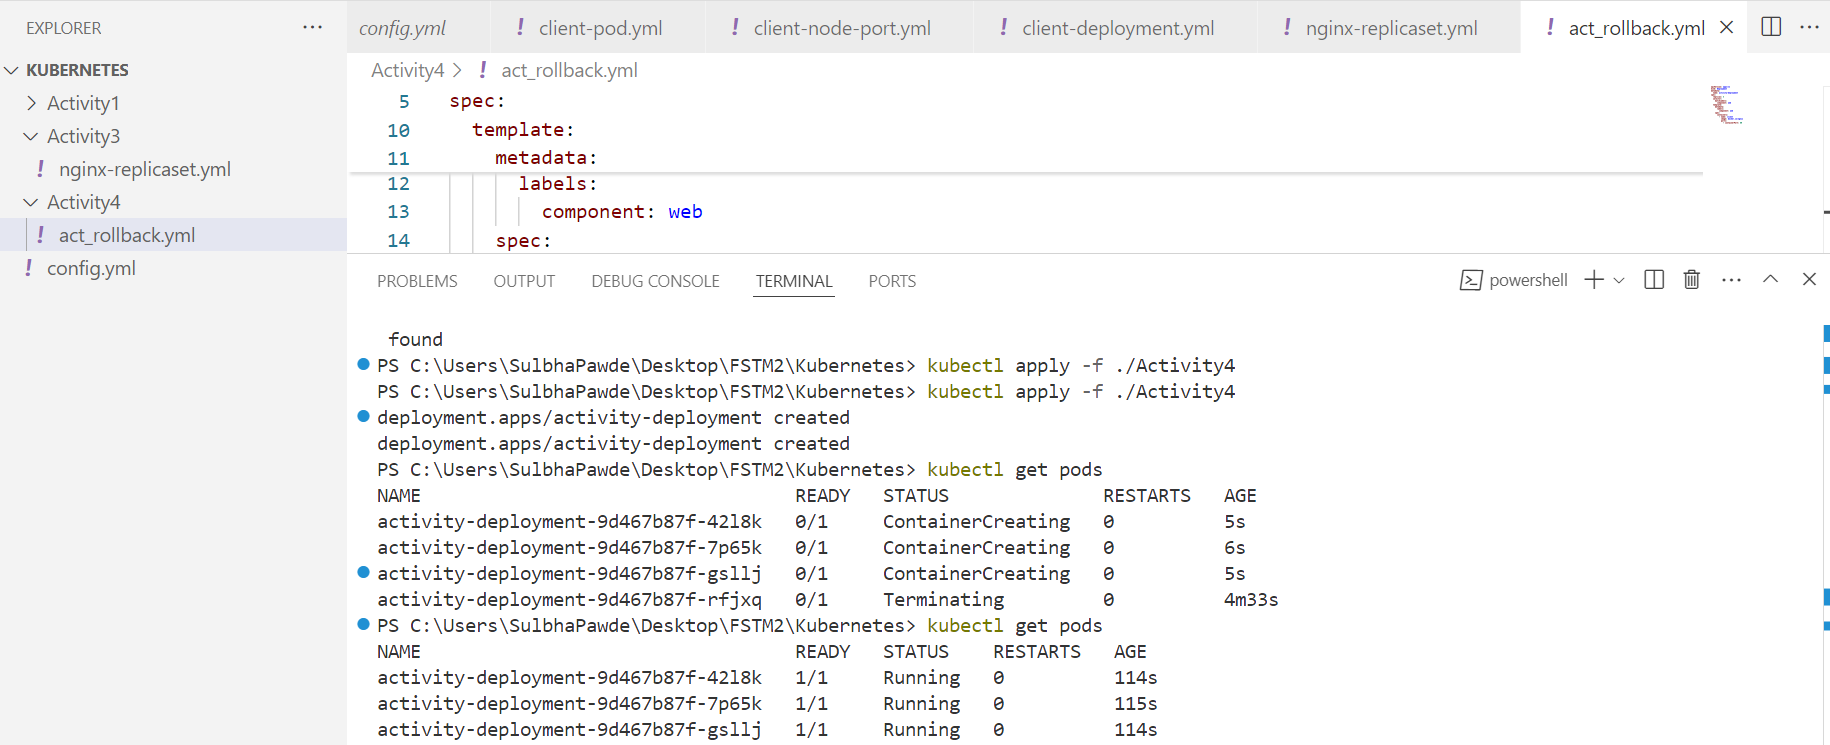 EXPLORER
KUBERNETES
Activity1
Activity3
! nginx-replicaset.yml
Activity4
! act_rollback.yml
! config.yml
config.yml ! client-pod.yml ! client-node-port.yml ! client-deployment.yml ! nginx-replicaset.yml ! act_rollback.yml
Activity4 > ! act_rollback.yml
5 spec:
10 template:
11 metadata:
12 labels:
13 component: web
14 spec:
PROBLEMS OUTPUT DEBUG CONSOLE TERMINAL PORTS powershell
found
PS C:\Users\SulbhaPawde\Desktop\FSTM2\Kubernetes> kubectl apply -f ./Activity4
PS C:\Users\SulbhaPawde\Desktop\FSTM2\Kubernetes> kubectl apply -f ./Activity4
deployment.apps/activity-deployment created
deployment.apps/activity-deployment created
PS C:\Users\SulbhaPawde\Desktop\FSTM2\Kubernetes> kubectl get pods
NAME READY STATUS RESTARTS AGE
activity-deployment-9d467b87f-42l8k 0/1 ContainerCreating 0 5s
activity-deployment-9d467b87f-7p65k 0/1 ContainerCreating 0 6s
activity-deployment-9d467b87f-gsllj 0/1 ContainerCreating 0 5s
activity-deployment-9d467b87f-rfjxq 0/1 Terminating 0 4m33s
PS C:\Users\SulbhaPawde\Desktop\FSTM2\Kubernetes> kubectl get pods
NAME READY STATUS RESTARTS AGE
activity-deployment-9d467b87f-42l8k 1/1 Running 0 114s
activity-deployment-9d467b87f-7p65k 1/1 Running 0 115s
activity-deployment-9d467b87f-gsllj 1/1 Running 0 114s